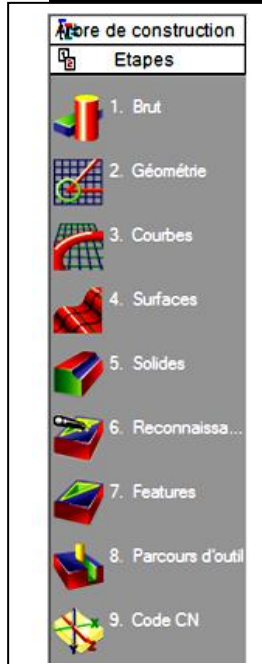 Arbre de construction
Etapes
1. Brut
2. Géométrie
3. Courbes
4. Surfaces
5. Solides
6. Reconnaissa...
7. Features
8. Parcours d'outil
9. Code CN